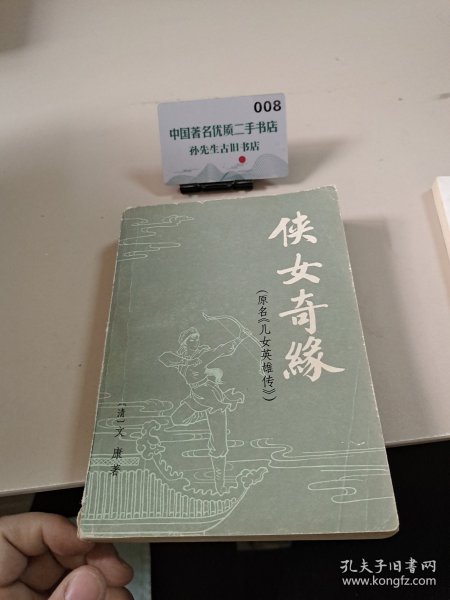 008
中国著名优质二手书店
孙先生古旧书店
侠女奇緣
(原名《儿女英雄传》)
〔清〕文康著
孔夫子旧书网
www.kongfz.com